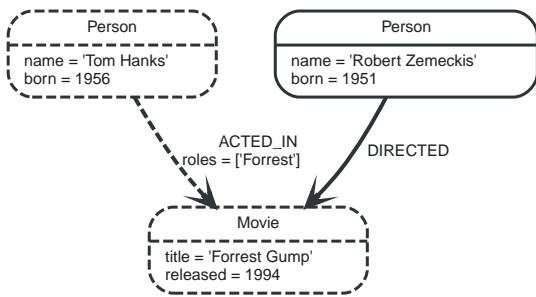 Person
name = 'Tom Hanks'
born = 1956
Person
name = 'Robert Zemeckis'
born = 1951
ACTED_IN
roles = ['Forrest']
DIRECTED
Movie
title = 'Forrest Gump'
released = 1994